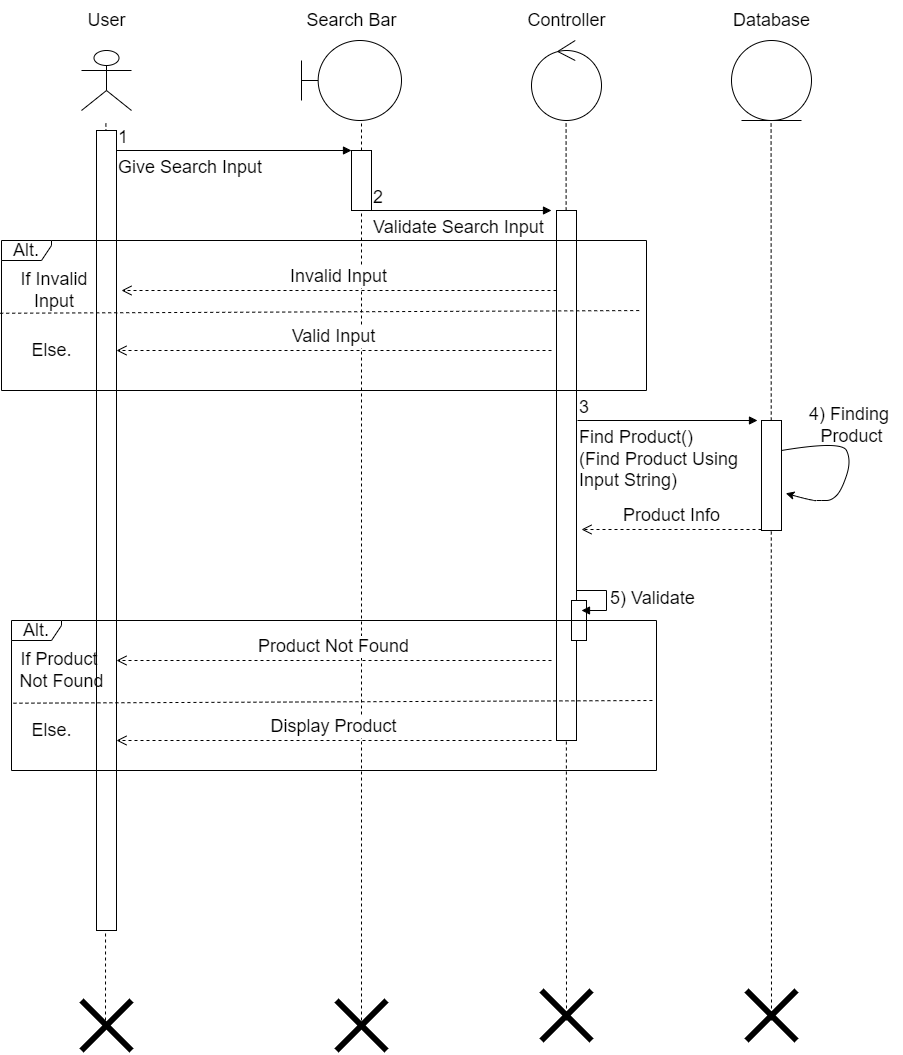 User
Search Bar
Controller
Database
1
Give Search Input
2
Validate Search Input
Alt.
If Invalid
Input
Invalid Input
Else.
Valid Input
3
Find Product()
(Find Product Using
Input String)
4) Finding
Product
Product Info
5) Validate
Alt.
If Product
Not Found
Product Not Found
Else.
Display Product